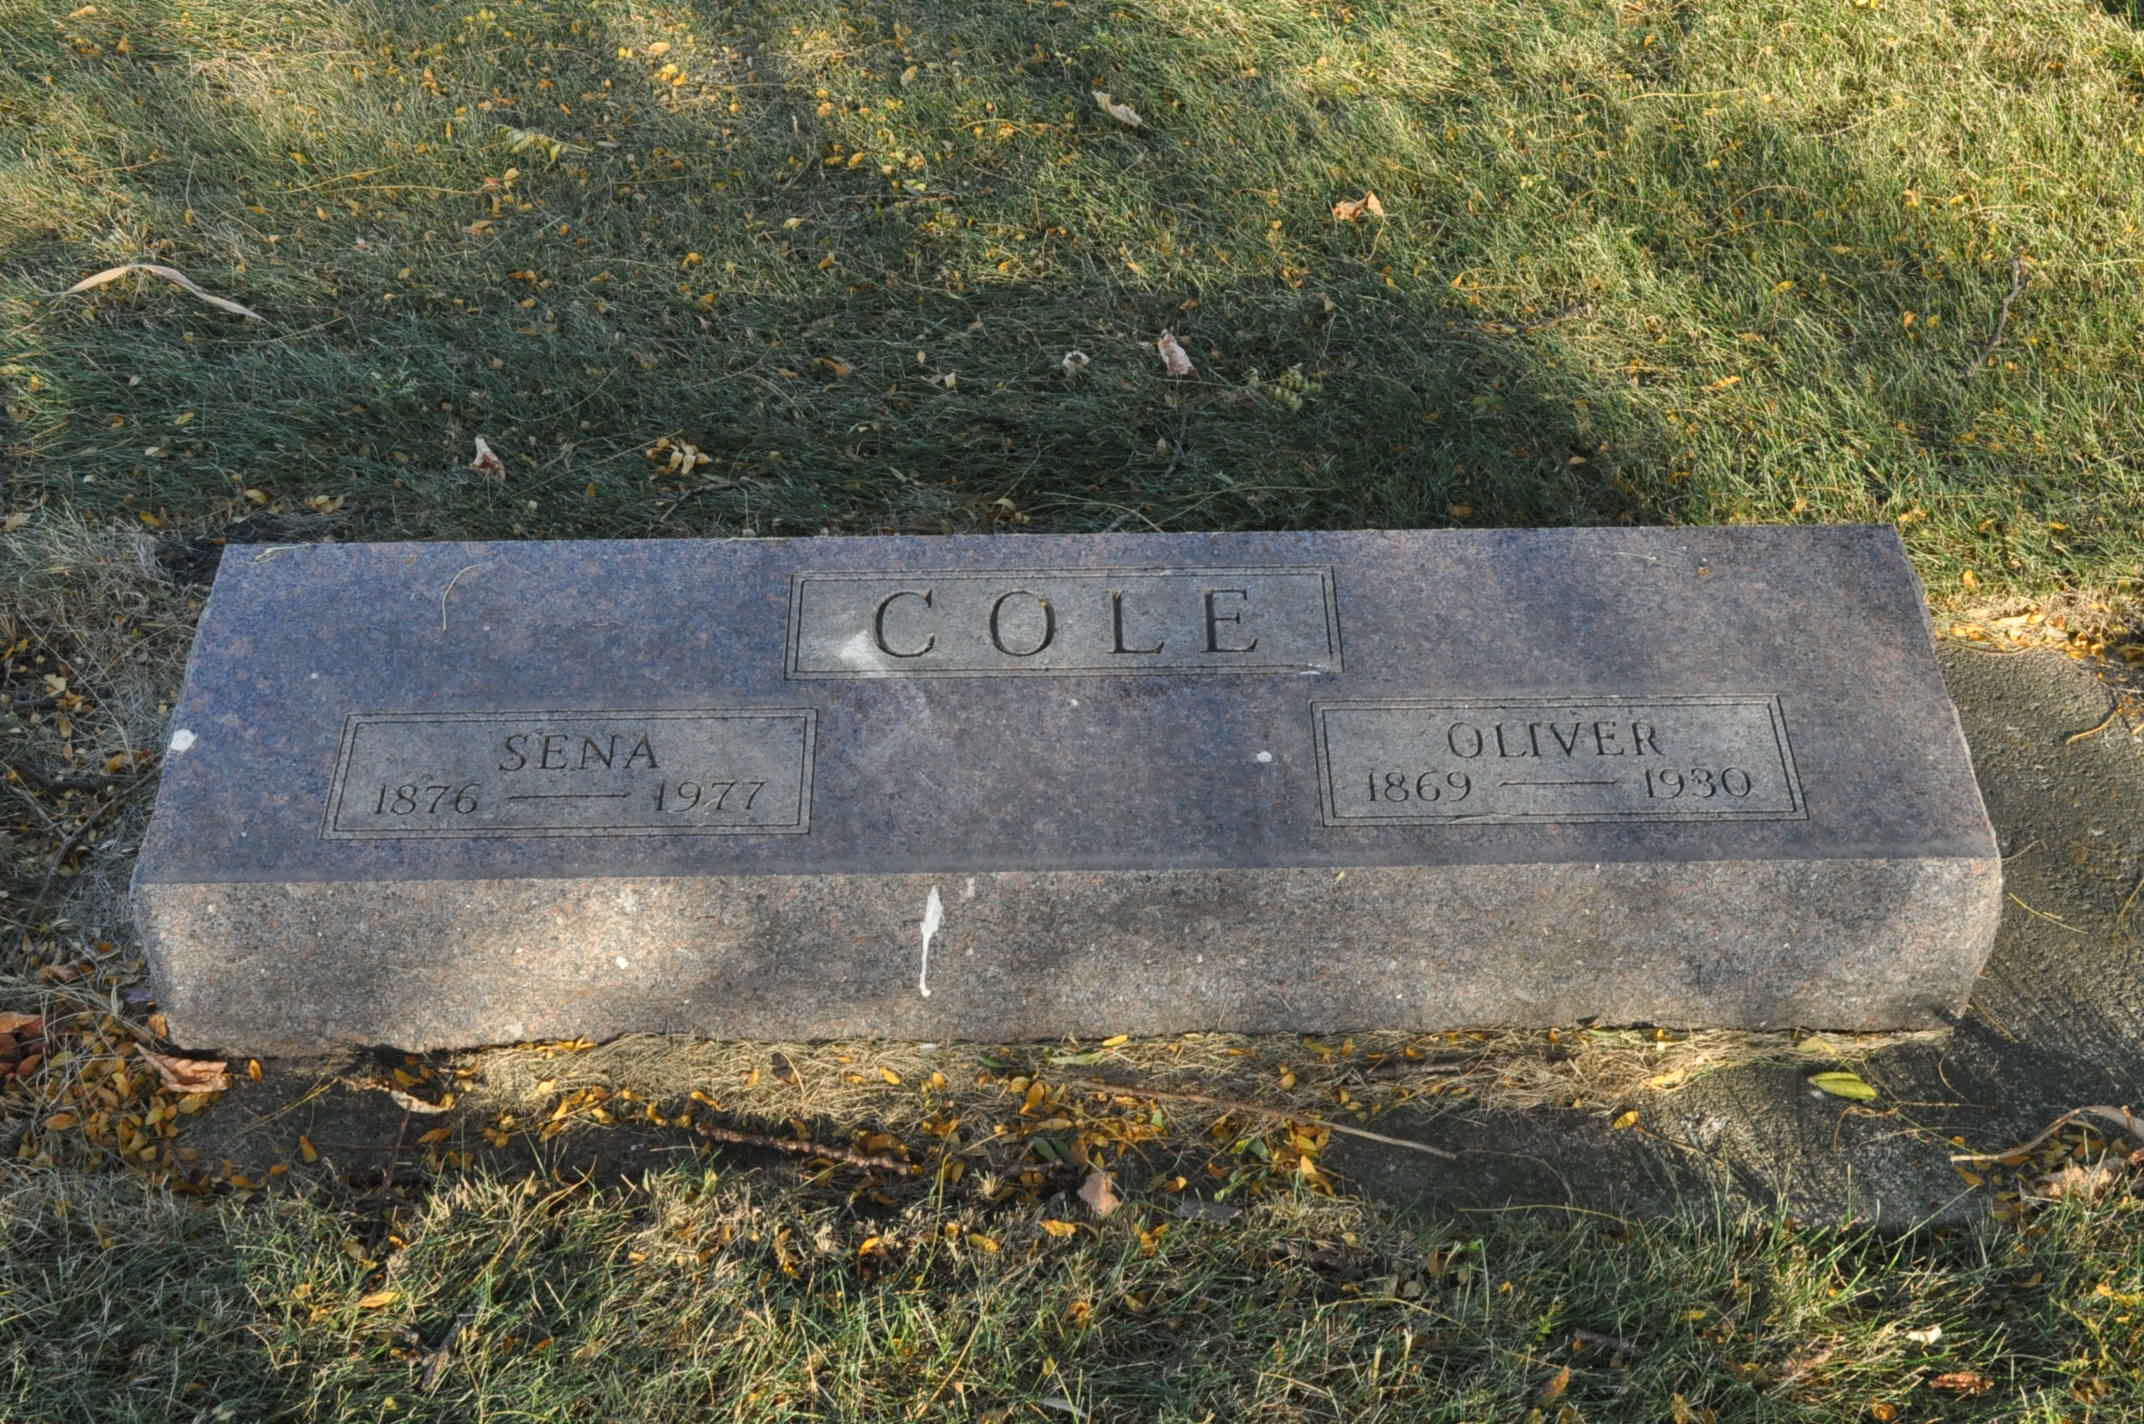 COLE
SENA
1876 — 1977
OLIVER
1869 — 1930